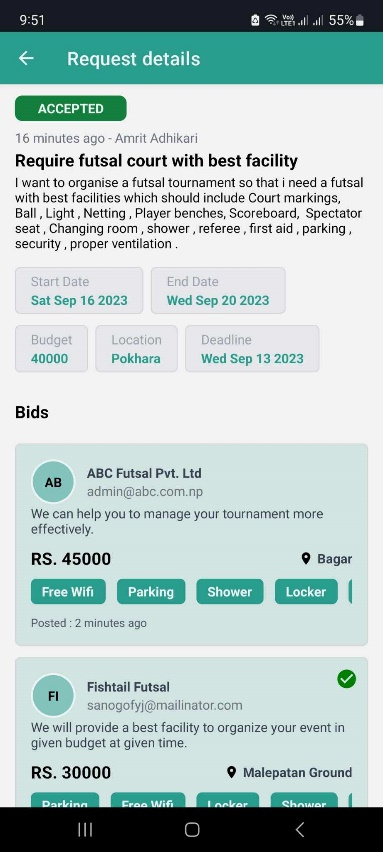 9:51
Vo)) LTE1 55%
Request details
ACCEPTED
16 minutes ago - Amrit Adhikari
Require futsal court with best facility
I want to organise a futsal tournament so that i need a futsal
with best facilities which should include Court markings,
Ball , Light , Netting , Player benches, Scoreboard,  Spectator
seat , Changing room , shower , referee , first aid , parking ,
security , proper ventilation .
Start Date
Sat Sep 16 2023
End Date
Wed Sep 20 2023
Budget
40000
Location
Pokhara
Deadline
Wed Sep 13 2023
Bids
AB
ABC Futsal Pvt. Ltd
admin@abc.com.np
We can help you to manage your tournament more
effectively.
RS. 45000 Bagar
Free Wifi Parking Shower Locker
Posted : 2 minutes ago
FI
Fishtail Futsal
sanogofyj@mailinator.com
We will provide a best facility to organize your event in
given budget at given time.
RS. 30000 Malepatan Ground
Parking Free Wifi Locker Shower